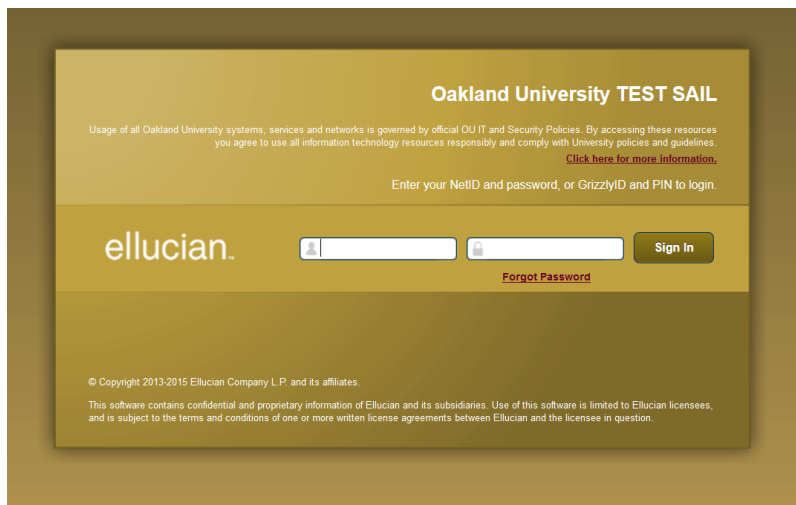 Oakland University TEST SAIL
Usage of all Oakland University systems, services and networks is governed by official OU IT and Security Policies. By accessing these resources
you agree to use all information technology resources responsibly and comply with University policies and guidelines.
Click here for more information.
Enter your NetID and password, or GrizzlyID and PIN to login.
ellucian™
Sign In
Forgot Password
© Copyright 2013-2015 Ellucian Company L.P. and its affiliates.
This software contains confidential and proprietary information of Ellucian and its subsidiaries. Use of this software is limited to Ellucian licensees,
and is subject to the terms and conditions of one or more written license agreements between Ellucian and the licensee in question.